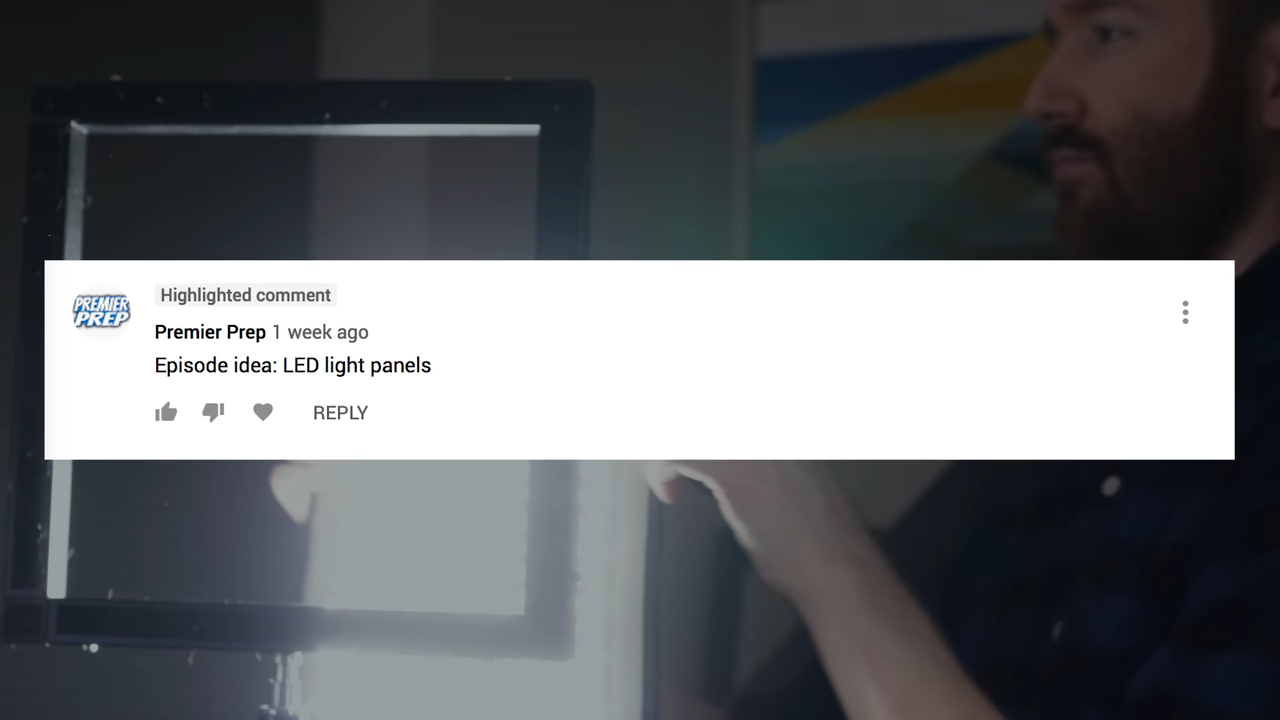 PREMIER
PREP
Highlighted comment
Premier Prep 1 week ago
Episode idea: LED light panels
REPLY